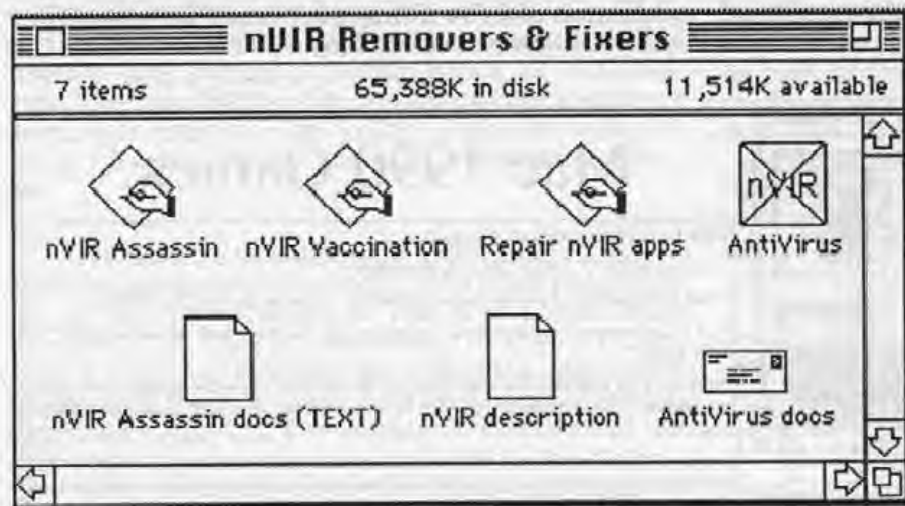 nVIR Removers & Fixers
7 items 65,388K in disk 11,514K available
nVIR
nVIR Assassin nVIR Vaccination Repair nVIR apps AntiVirus
nVIR Assassin docs (TEXT) nVIR description AntiVirus docs